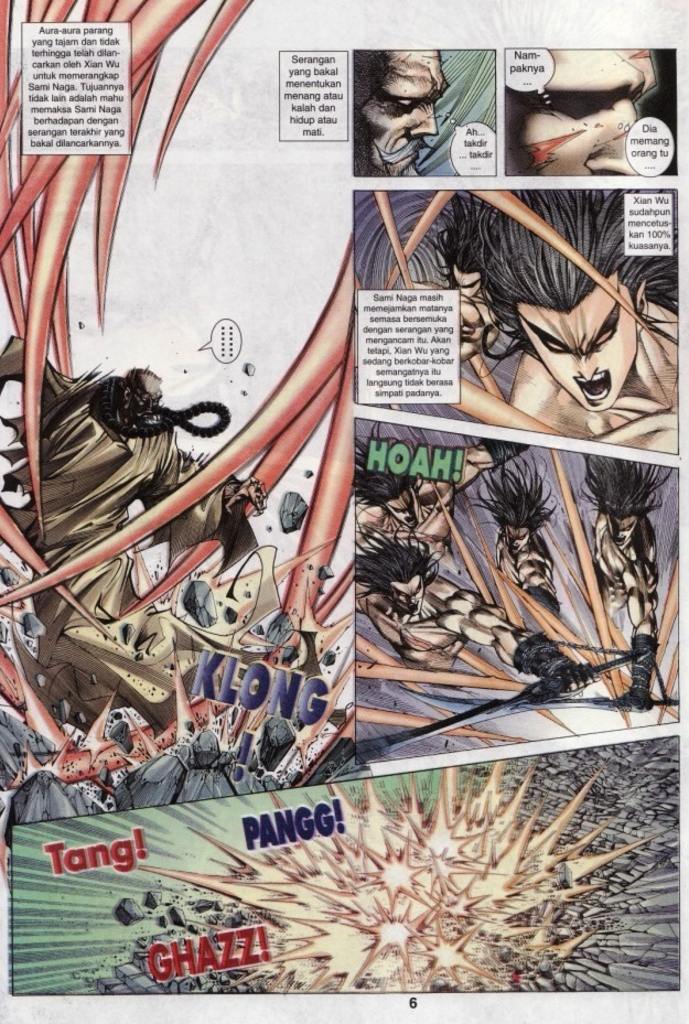 Aura-aura parang
yang tajam dan tidak
terhingga telah dilan-
carkan oleh Xian Wu
untuk memerangkap
Sami Naga. Tujuannya
tidak lain adalah mahu
memaksa Sami Naga
berhadapan dengan
serangan terakhir yang
bakal dilancarkannya.
Serangan
yang bakal
menentukan
menang atau
kalah dan
hidup atau
mati.
Ah...
takdir
... takdir
....
Nam-
paknya
...
Dia
memang
orang tu
....
Xian Wu
sudahpun
mencetus-
kan 100%
kuasanya.
Sami Naga masih
memejamkan matanya
semasa bersemuka
dengan serangan yang
mengancam itu. Akan
tetapi, Xian Wu yang
sedang berkobar-kobar
semangatnya itu
langsung tidak berasa
simpati padanya.
HOAH!
KLONG
!
Tang!
PANGG!
GHAZZ!
6